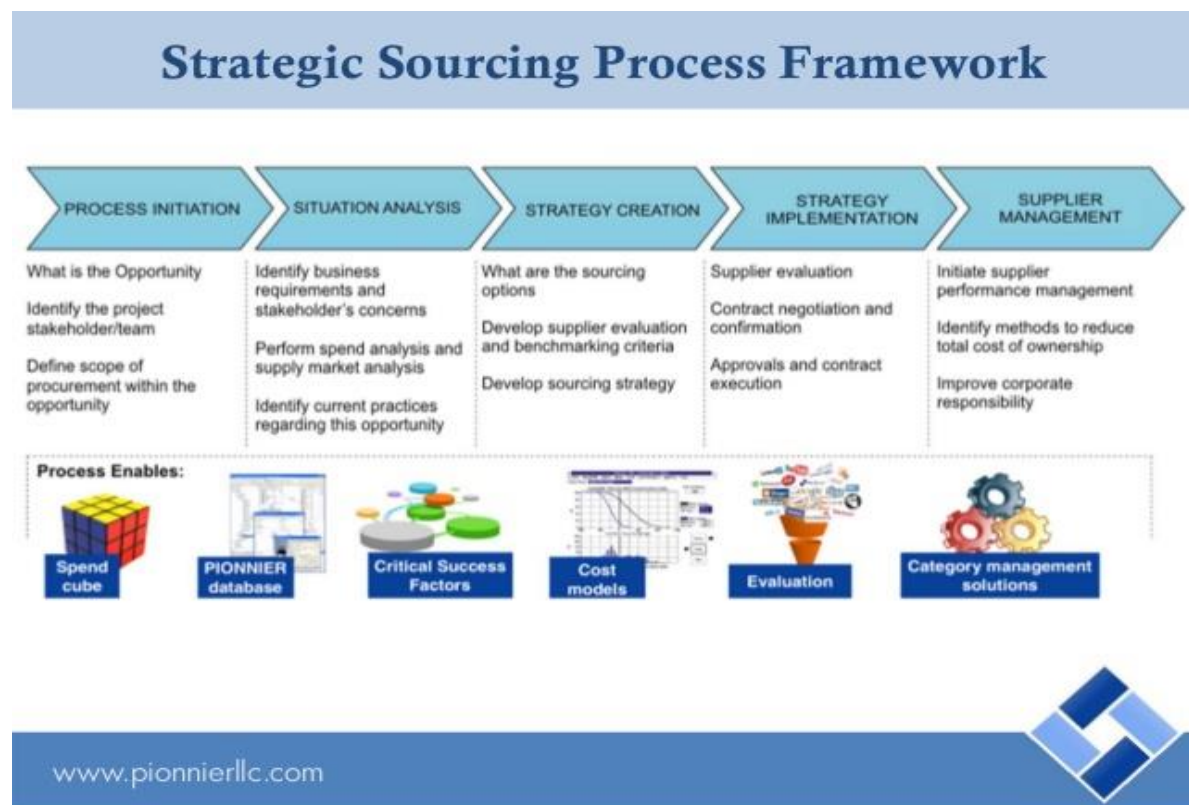 Strategic Sourcing Process Framework
PROCESS INITIATION
SITUATION ANALYSIS
STRATEGY CREATION
STRATEGY
IMPLEMENTATION
SUPPLIER
MANAGEMENT
What is the Opportunity
Identify the project
stakeholder/team
Define scope of
procurement within the
opportunity
Identify business
requirements and
stakeholder's concerns
Perform spend analysis and
supply market analysis
Identify current practices
regarding this opportunity
What are the sourcing
options
Develop supplier evaluation
and benchmarking criteria
Develop sourcing strategy
Supplier evaluation
Contract negotiation and
confirmation
Approvals and contract
execution
Initiate supplier
performance management
Identify methods to reduce
total cost of ownership
Improve corporate
responsibility
Process Enables:
Spend
cube
PIONNIER
database
Critical Success
Factors
Cost
models
Evaluation
Category management
solutions
www.pionnierllc.com